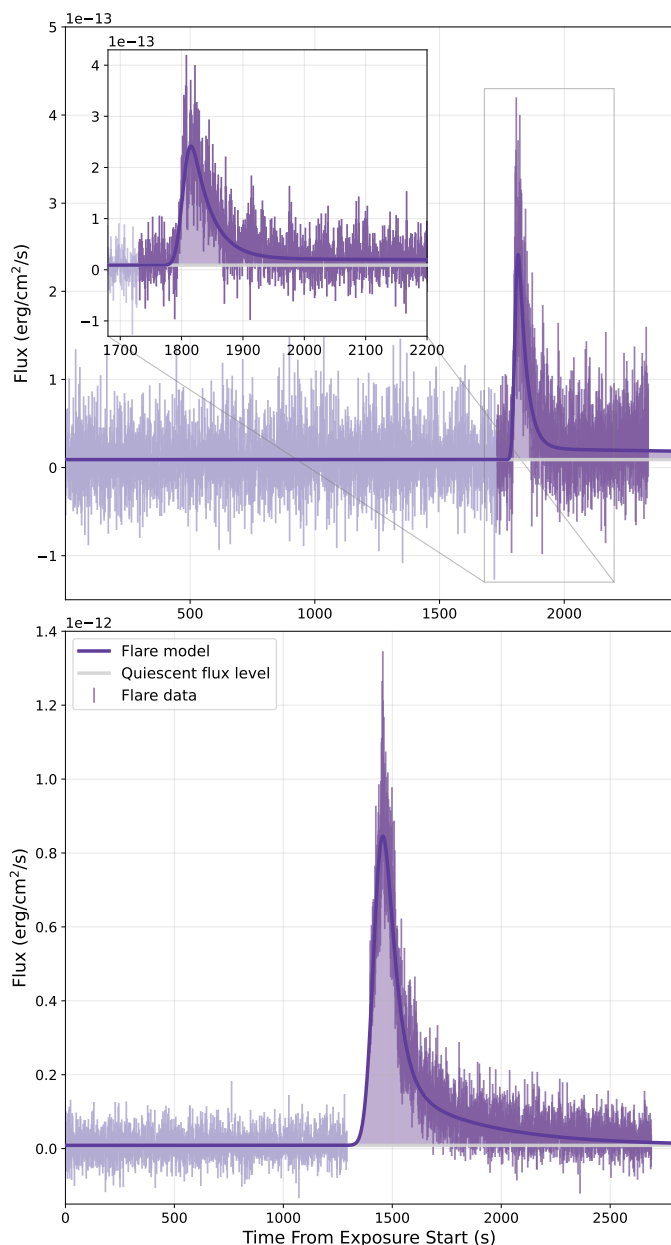 1e−13
5
4
3
2
1
0
−1
Flux (erg/cm²/s)
1e−13
4
3
2
1
0
−1
1700 1800 1900 2000 2100 2200
500 1000 1500 2000
1e−12
1.4
1.2
1.0
0.8
0.6
0.4
0.2
0.0
Flux (erg/cm²/s)
Flare model
Quiescent flux level
Flare data
0 500 1000 1500 2000 2500
Time From Exposure Start (s)